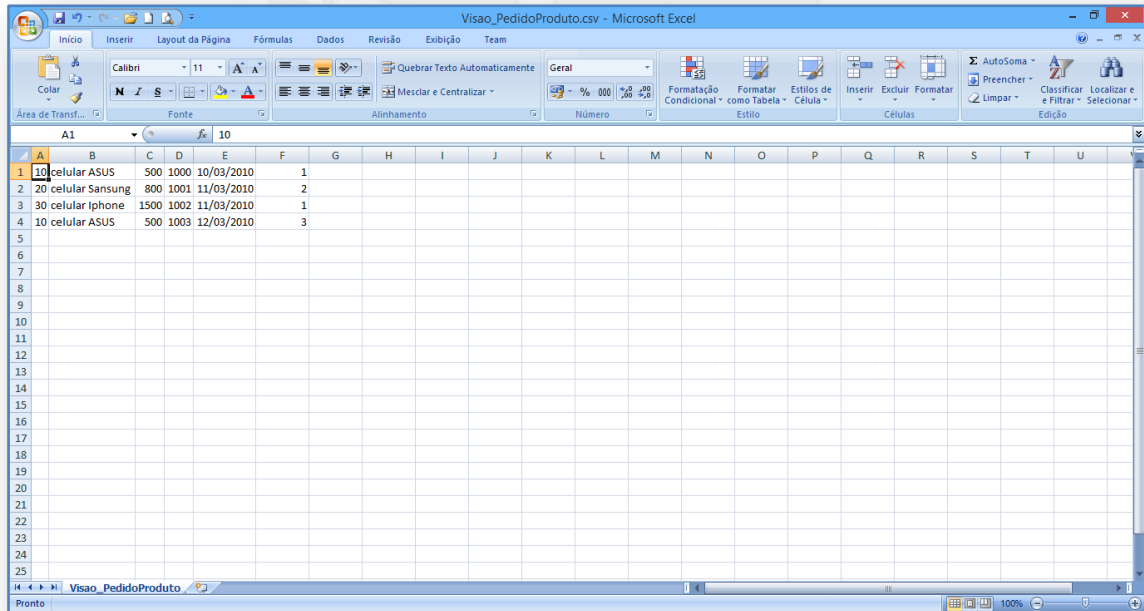 Visao_PedidoProduto.csv - Microsoft Excel
Início Inserir Layout da Página Fórmulas Dados Revisão Exibição Team
Colar
Área de Transf...
Calibri 11 A A
N I S A
Fonte
Quebrar Texto Automaticamente
Mesclar e Centralizar
Alinhamento
Geral
% 000 ,00 ,00
Número
Formatação Condicional
Formatar como Tabela
Estilos de Célula
Estilo
Inserir Excluir Formatar
Células
Σ AutoSoma
Preencher
Limpar
Classificar e Filtrar
Localizar e Selecionar
Edição
A1 fx 10
A B C D E F G H I J K L M N O P Q R S T U V
1 10 celular ASUS 500 1000 10/03/2010 1
2 20 celular Sansung 800 1001 11/03/2010 2
3 30 celular Iphone 1500 1002 11/03/2010 1
4 10 celular ASUS 500 1003 12/03/2010 3
5
6
7
8
9
10
11
12
13
14
15
16
17
18
19
20
21
22
23
24
25
Visao_PedidoProduto
Pronto 100%